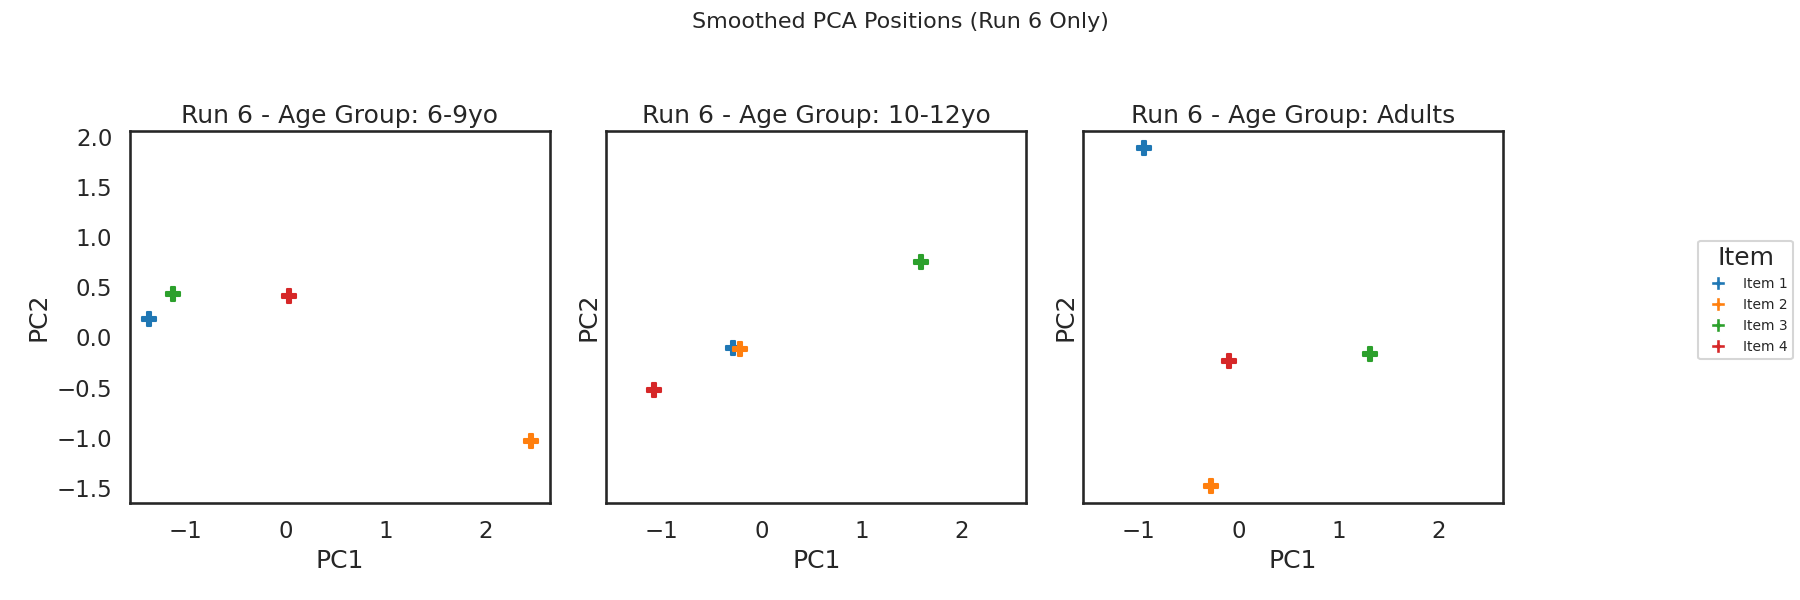 Smoothed PCA Positions (Run 6 Only)
Run 6 - Age Group: 6-9yo
2.0
1.5
1.0
0.5
0.0
−0.5
−1.0
−1.5
PC2
−1 0 1 2
PC1
Run 6 - Age Group: 10-12yo
PC2
−1 0 1 2
PC1
Run 6 - Age Group: Adults
PC2
−1 0 1 2
PC1
Item
Item 1
Item 2
Item 3
Item 4